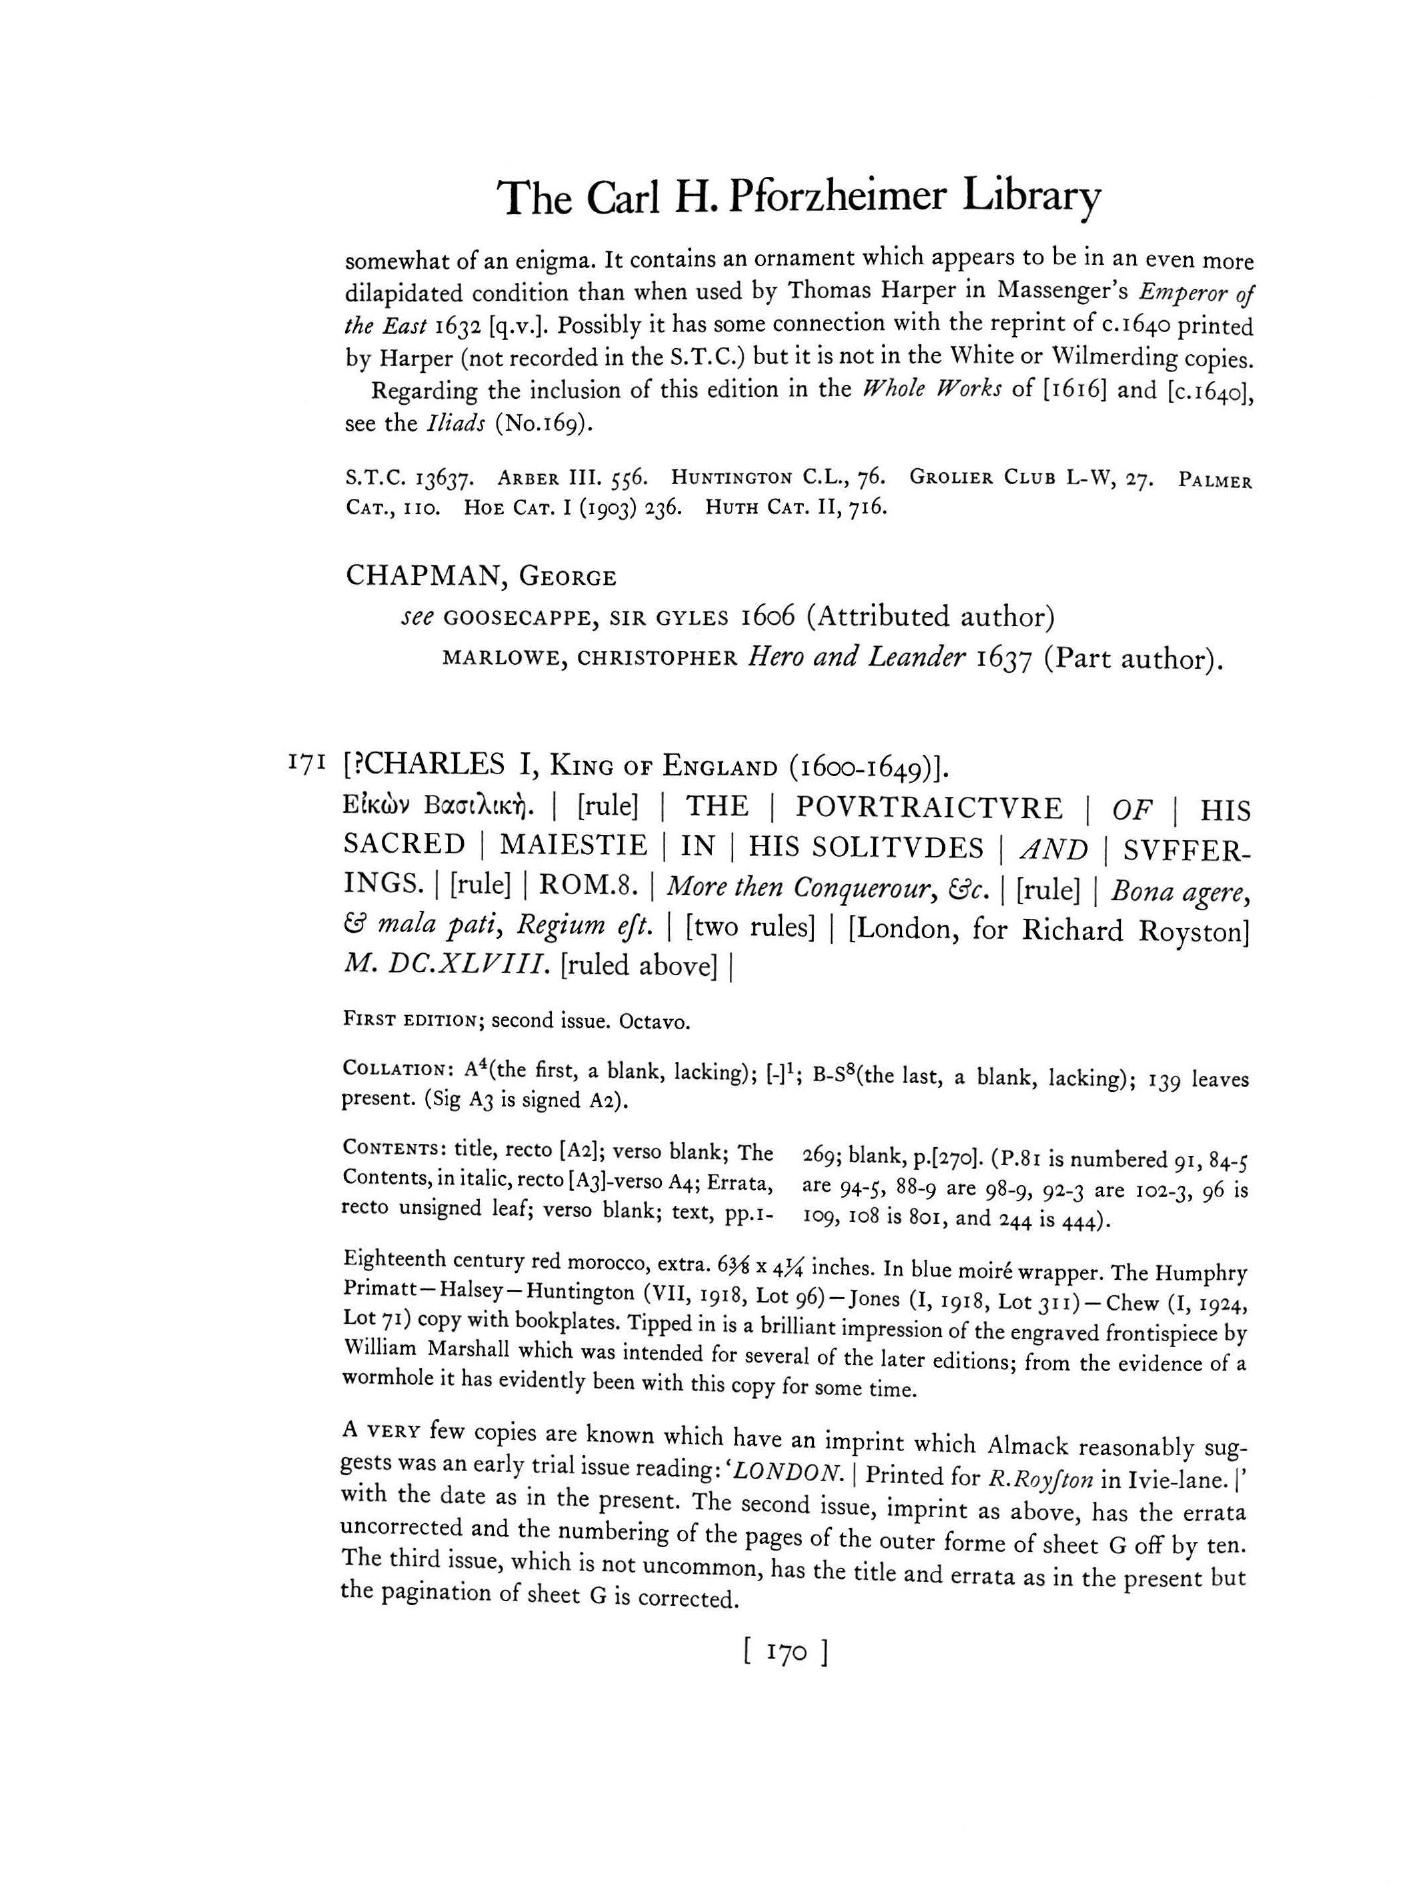 The Carl H. Pforzheimer Library
somewhat of an enigma. It contains an ornament which appears to be in an even more
dilapidated condition than when used by Thomas Harper in Massenger's Emperor of
the East 1632 [q.v.]. Possibly it has some connection with the reprint of c.1640 printed
by Harper (not recorded in the S.T.C.) but it is not in the White or Wilmerding copies.
Regarding the inclusion of this edition in the Whole Works of [1616] and [c.1640],
see the Iliads (No.169).
S.T.C. 13637. ARBER III. 556. HUNTINGTON C.L., 76. GROLIER CLUB L-W, 27. PALMER
CAT., 110. HOE CAT. I (1903) 236. HUTH CAT. II, 716.
CHAPMAN, GEORGE
see GOOSECAPPE, SIR GYLES 1606 (Attributed author)
MARLOWE, CHRISTOPHER Hero and Leander 1637 (Part author).
171 [?CHARLES I, KING OF ENGLAND (1600-1649)].
Εἰκὼν Βασιλικὴ. | [rule] | THE | POVRTRAICTVRE | OF | HIS
SACRED | MAIESTIE | IN | HIS SOLITVDES | AND | SVFFER-
INGS. | [rule] | ROM.8. | More then Conquerour, &c. | [rule] | Bona agere,
& mala pati, Regium eſt. | [two rules] | [London, for Richard Royston]
M. DC.XLVIII. [ruled above] |
FIRST EDITION; second issue. Octavo.
COLLATION: A⁴(the first, a blank, lacking); [-]¹; B-S⁸(the last, a blank, lacking); 139 leaves
present. (Sig A3 is signed A2).
CONTENTS: title, recto [A2]; verso blank; The
Contents, in italic, recto [A3]-verso A4; Errata,
recto unsigned leaf; verso blank; text, pp.1-
269; blank, p.[270]. (P.81 is numbered 91, 84-5
are 94-5, 88-9 are 98-9, 92-3 are 102-3, 96 is
109, 108 is 801, and 244 is 444).
Eighteenth century red morocco, extra. 6⅜ x 4¼ inches. In blue moiré wrapper. The Humphry
Primatt—Halsey—Huntington (VII, 1918, Lot 96)—Jones (I, 1918, Lot 311)—Chew (I, 1924,
Lot 71) copy with bookplates. Tipped in is a brilliant impression of the engraved frontispiece by
William Marshall which was intended for several of the later editions; from the evidence of a
wormhole it has evidently been with this copy for some time.
A VERY few copies are known which have an imprint which Almack reasonably sug-
gests was an early trial issue reading: 'LONDON. | Printed for R.Royſton in Ivie-lane. |'
with the date as in the present. The second issue, imprint as above, has the errata
uncorrected and the numbering of the pages of the outer forme of sheet G off by ten.
The third issue, which is not uncommon, has the title and errata as in the present but
the pagination of sheet G is corrected.
[ 170 ]